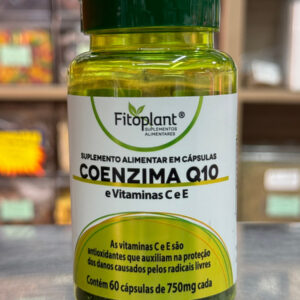 Fitoplant®
SUPLEMENTOS
ALIMENTARES
SUPLEMENTO ALIMENTAR EM CÁPSULAS
COENZIMA Q10
e Vitaminas C e E
As vitaminas C e E são
antioxidantes que auxiliam na proteção
dos danos causados pelos radicais livres
Contém 60 cápsulas de 750mg cada